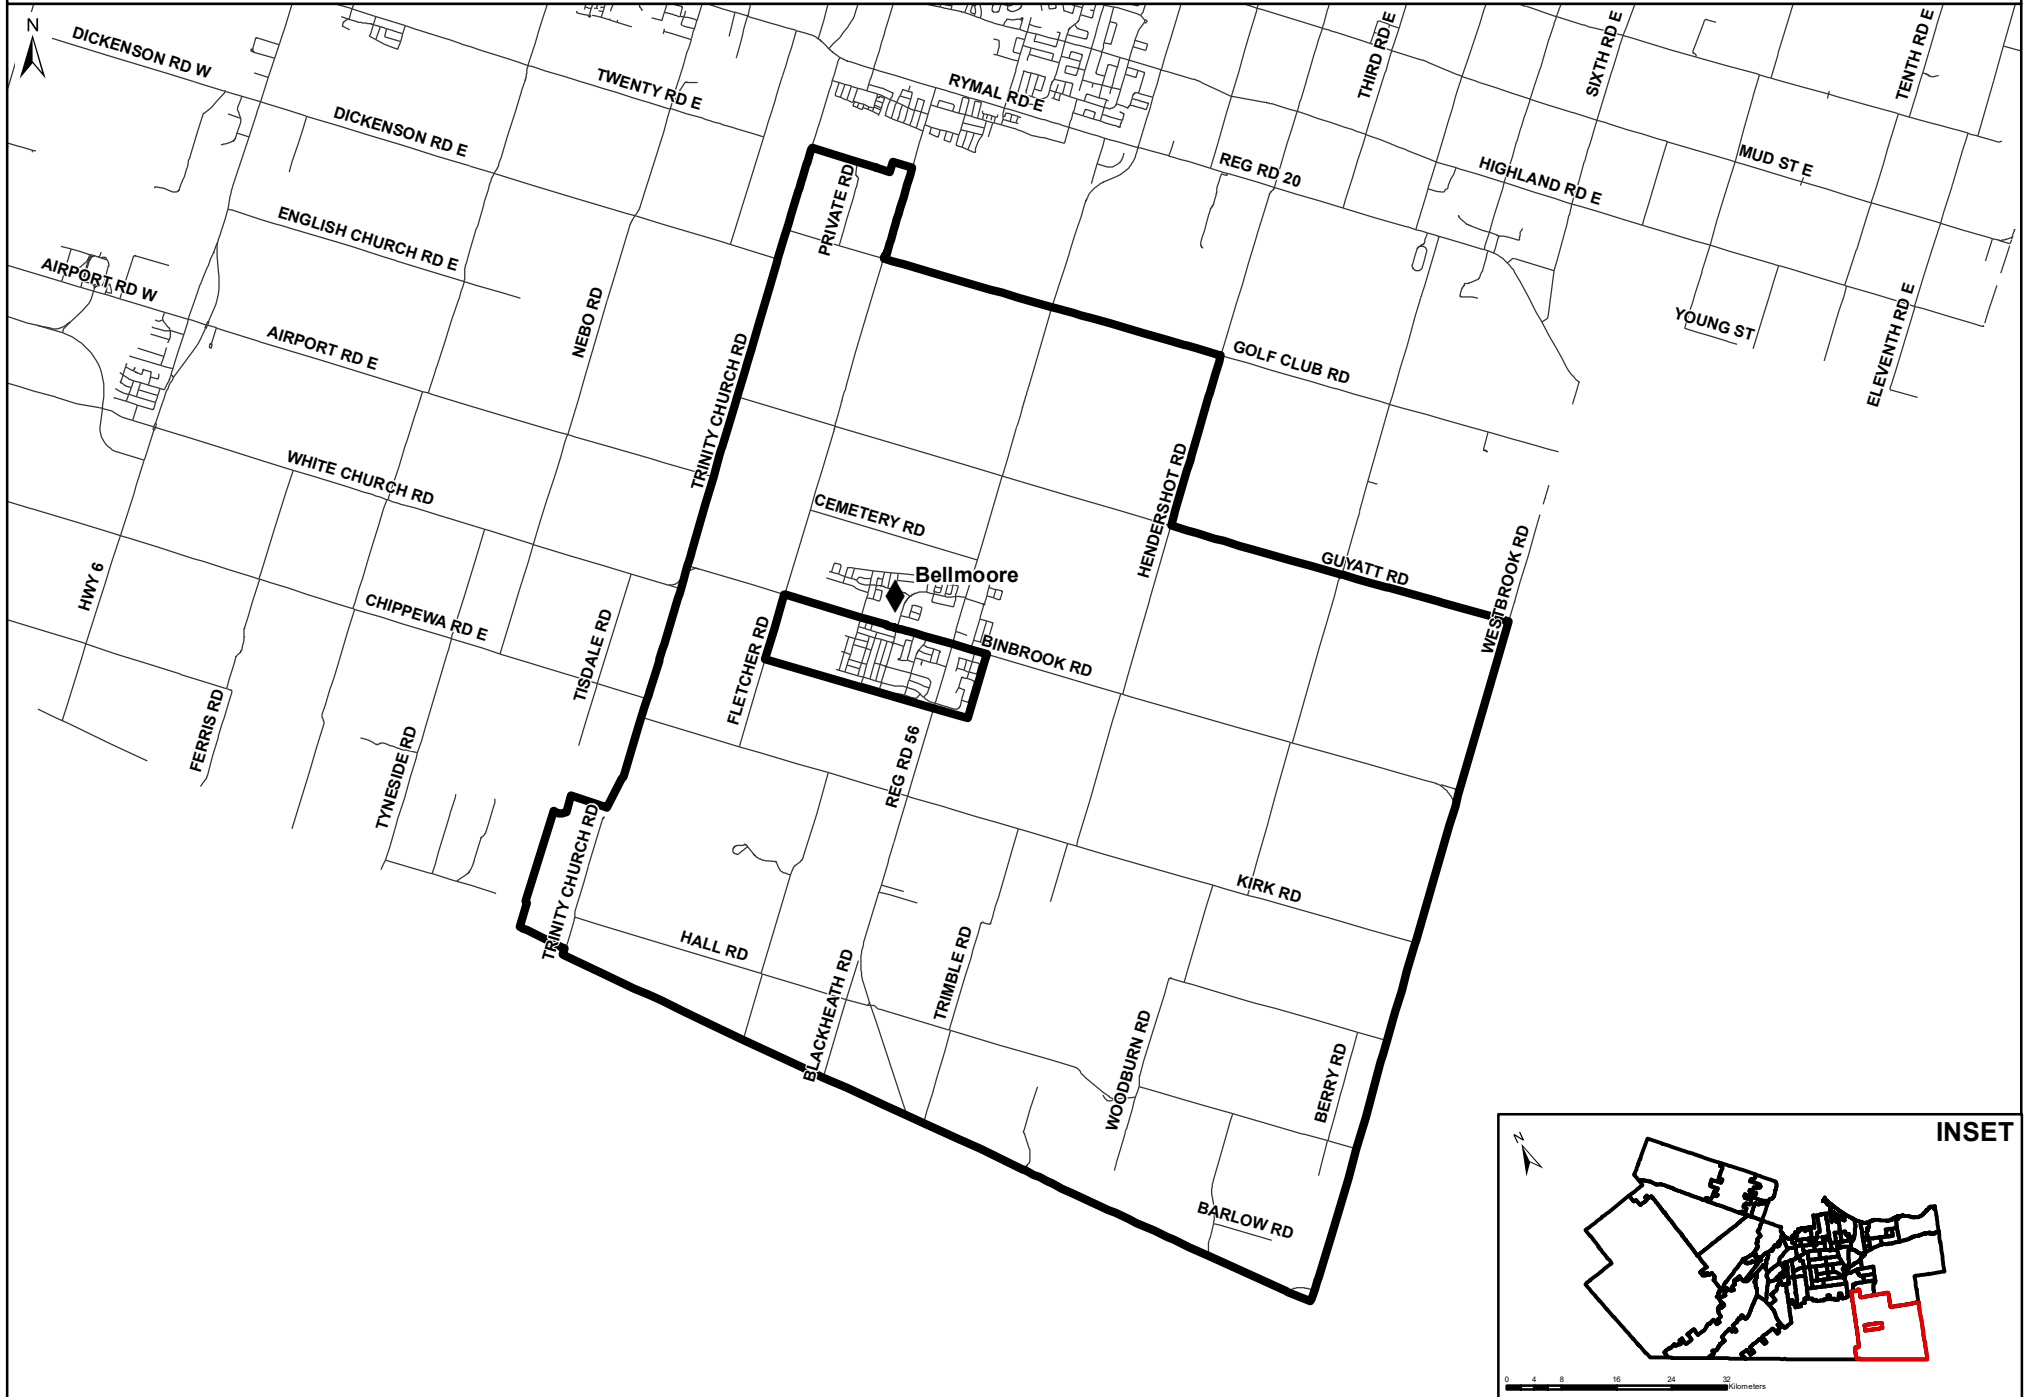 N
DICKENSON RD W
TWENTY RD E
RYMAL RD E
THIRD RD E
SIXTH RD E
TENTH RD E
DICKENSON RD E
REG RD 20
HIGHLAND RD E
MUD ST E
PRIVATE RD
ENGLISH CHURCH RD E
AIRPORT RD W
NEBO RD
AIRPORT RD E
TRINITY CHURCH RD
GOLF CLUB RD
YOUNG ST
ELEVENTH RD E
WHITE CHURCH RD
CEMETERY RD
HENDERSHOT RD
GUYATT RD
WESTBROOK RD
HWY 6
CHIPPEWA RD E
TISDALE RD
Bellmoore
FLETCHER RD
BINBROOK RD
FERRIS RD
TYNESIDE RD
REG RD 56
TRINITY CHURCH RD
KIRK RD
HALL RD
BLACKHEATH RD
TRIMBLE RD
WOODBURN RD
BERRY RD
BARLOW RD
INSET
N
0 4 8 16 24 32
Kilometers